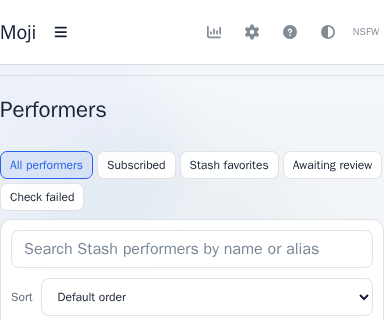 Moji NSFW
Performers
All performers Subscribed Stash favorites Awaiting review
Check failed
Search Stash performers by name or alias
Sort Default order